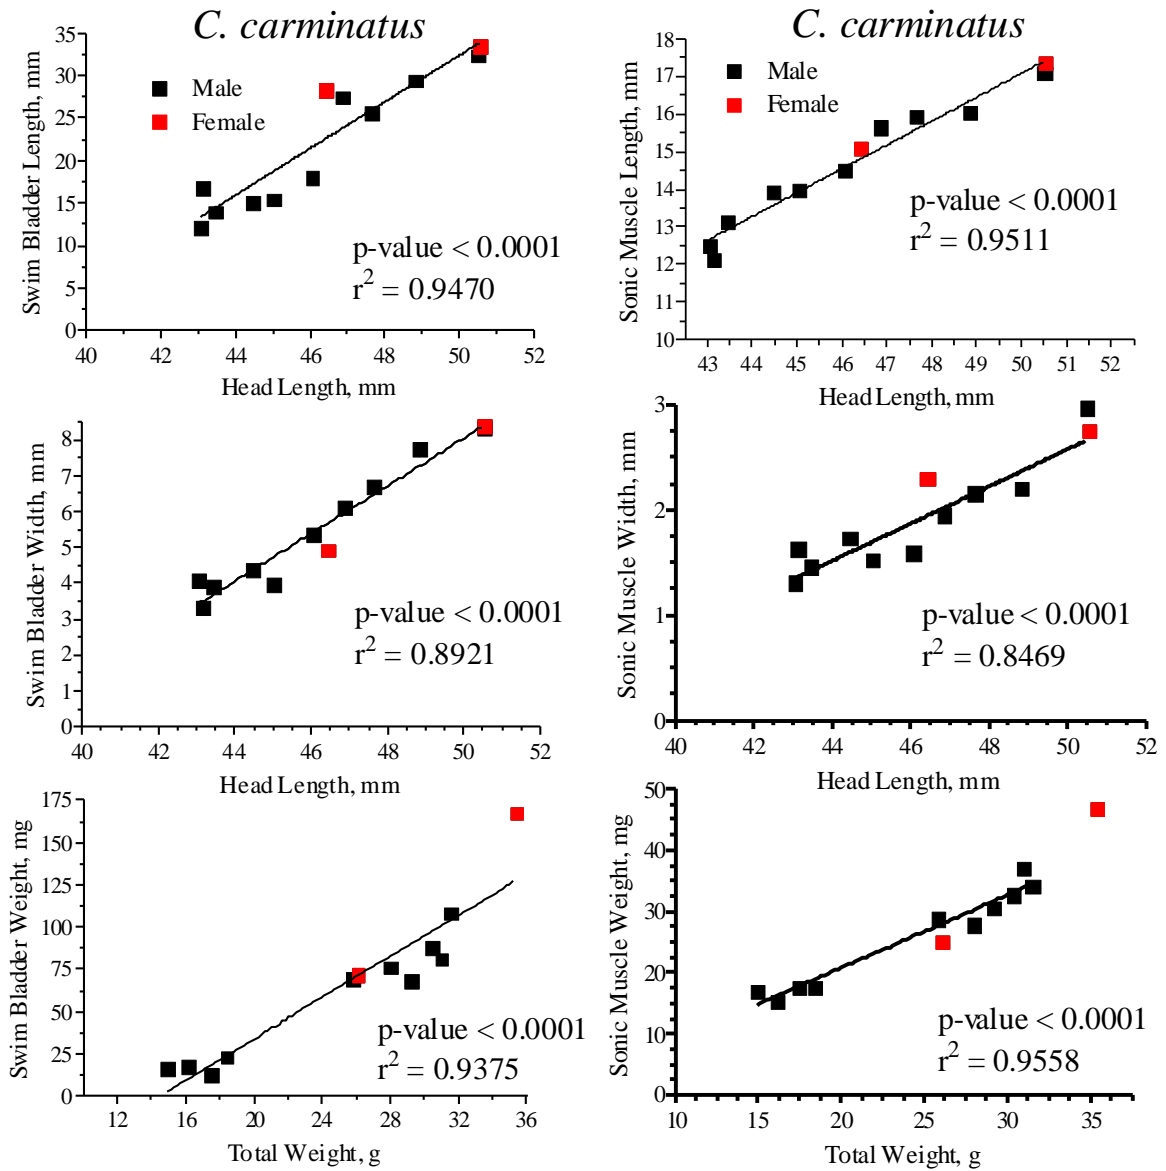 C. carminatus
Swim Bladder Length, mm
35
30
25
20
15
10
5
0
Male
Female
p-value < 0.0001
r² = 0.9470
40 42 44 46 48 50 52
Head Length, mm
C. carminatus
Sonic Muscle Length, mm
18
17
16
15
14
13
12
11
10
Male
Female
p-value < 0.0001
r² = 0.9511
43 44 45 46 47 48 49 50 51 52
Head Length, mm
Swim Bladder Width, mm
8
7
6
5
4
3
2
1
0
p-value < 0.0001
r² = 0.8921
40 42 44 46 48 50 52
Head Length, mm
Sonic Muscle Width, mm
3
2
1
0
p-value < 0.0001
r² = 0.8469
40 42 44 46 48 50 52
Head Length, mm
Swim Bladder Weight, mg
175
150
125
100
75
50
25
0
p-value < 0.0001
r² = 0.9375
12 16 20 24 28 32 36
Total Weight, g
Sonic Muscle Weight, mg
50
40
30
20
10
0
p-value < 0.0001
r² = 0.9558
10 15 20 25 30 35
Total Weight, g